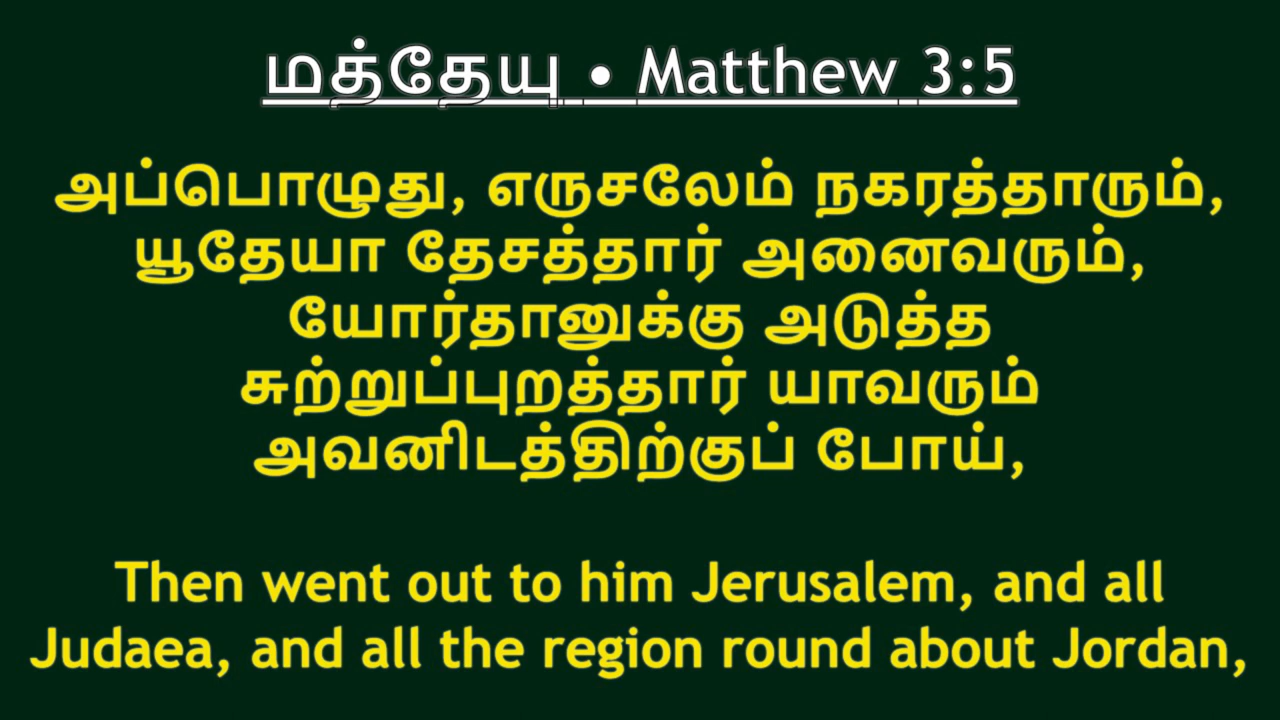 மத்தேயு • Matthew 3:5
அப்பொழுது, எருசலேம் நகரத்தாரும்,
யூதேயா தேசத்தார் அனைவரும்,
யோர்தானுக்கு அடுத்த
சுற்றுப்புறத்தார் யாவரும்
அவனிடத்திற்குப் போய்,
Then went out to him Jerusalem, and all
Judaea, and all the region round about Jordan,